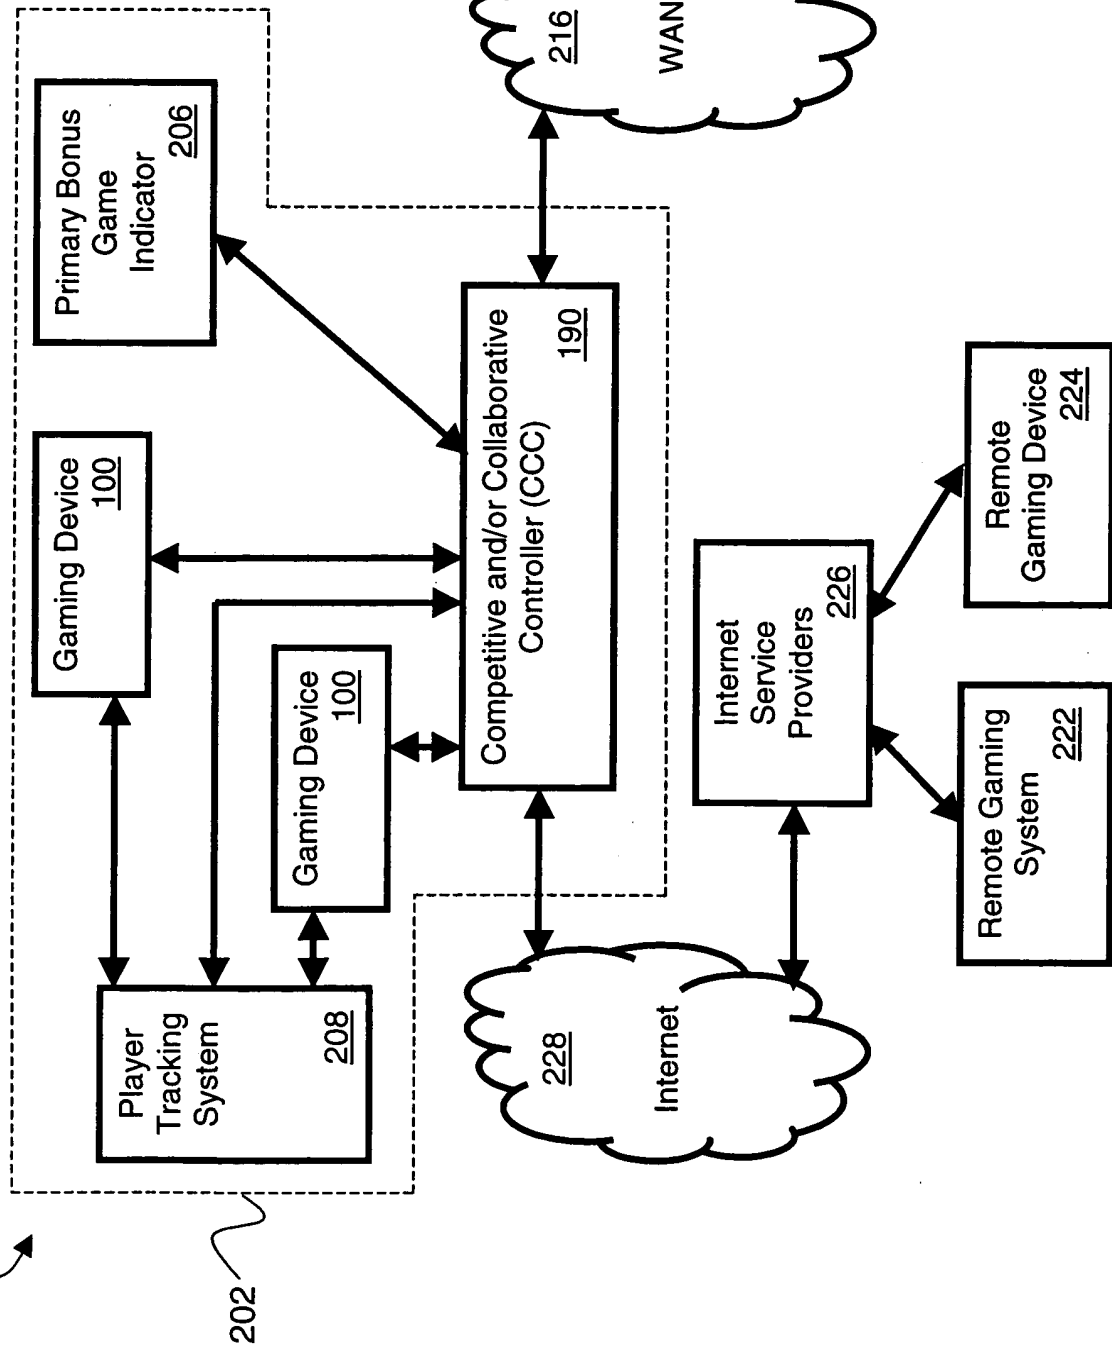 202
Player
Tracking
System
208
Gaming Device
100
Gaming Device
100
Primary Bonus
Game
Indicator
206
Competitive and/or Collaborative
Controller (CCC)
190
228
Internet
216
WAN
Internet
Service
Providers
226
Remote Gaming
System
222
Remote
Gaming Device
224